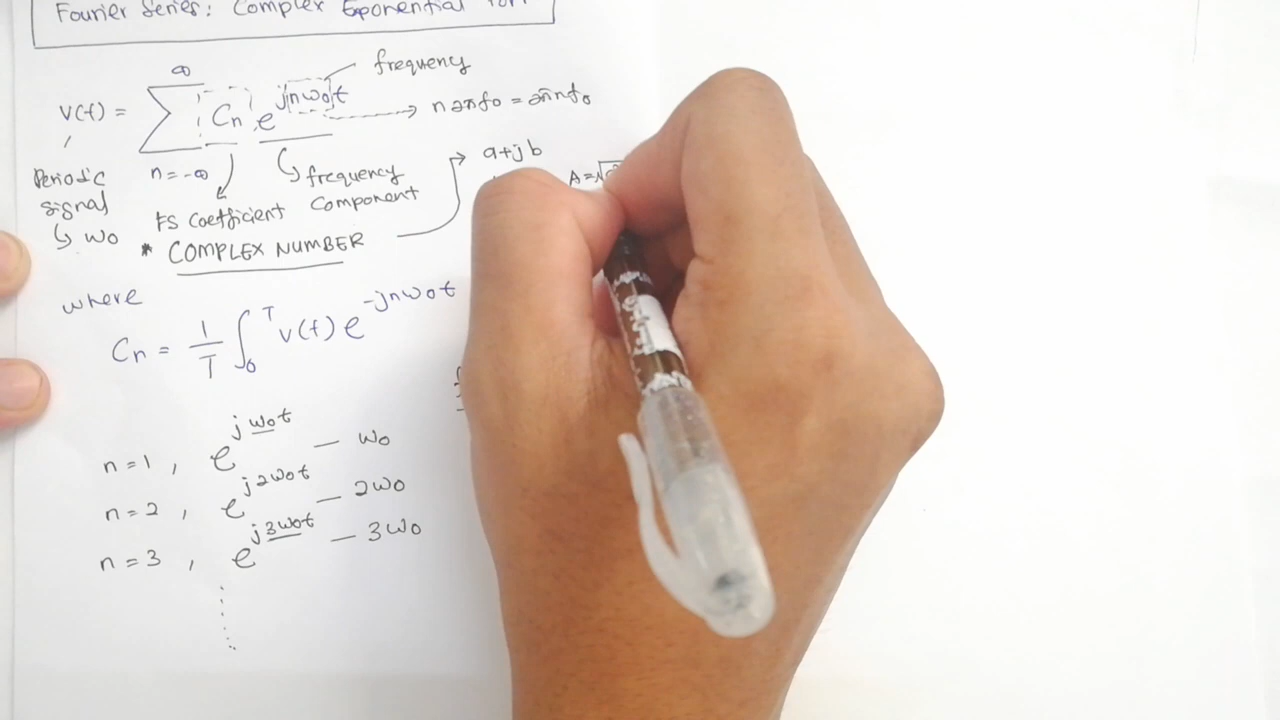 Fourier Series: Complex Exponential
∞
v(t) = ∑ Cn e^jnω0t
n=-∞
frequency
n2πf0 = 2πnf0
Periodic
signal
↳ ω0
FS Coefficient
* COMPLEX NUMBER
frequency
Component
a+jb
A=√
where
Cn = 1/T ∫0^T v(t) e^-jnω0t
n=1 , e^jω0t — ω0
n=2 , e^j2ω0t — 2ω0
n=3 , e^j3ω0t — 3ω0